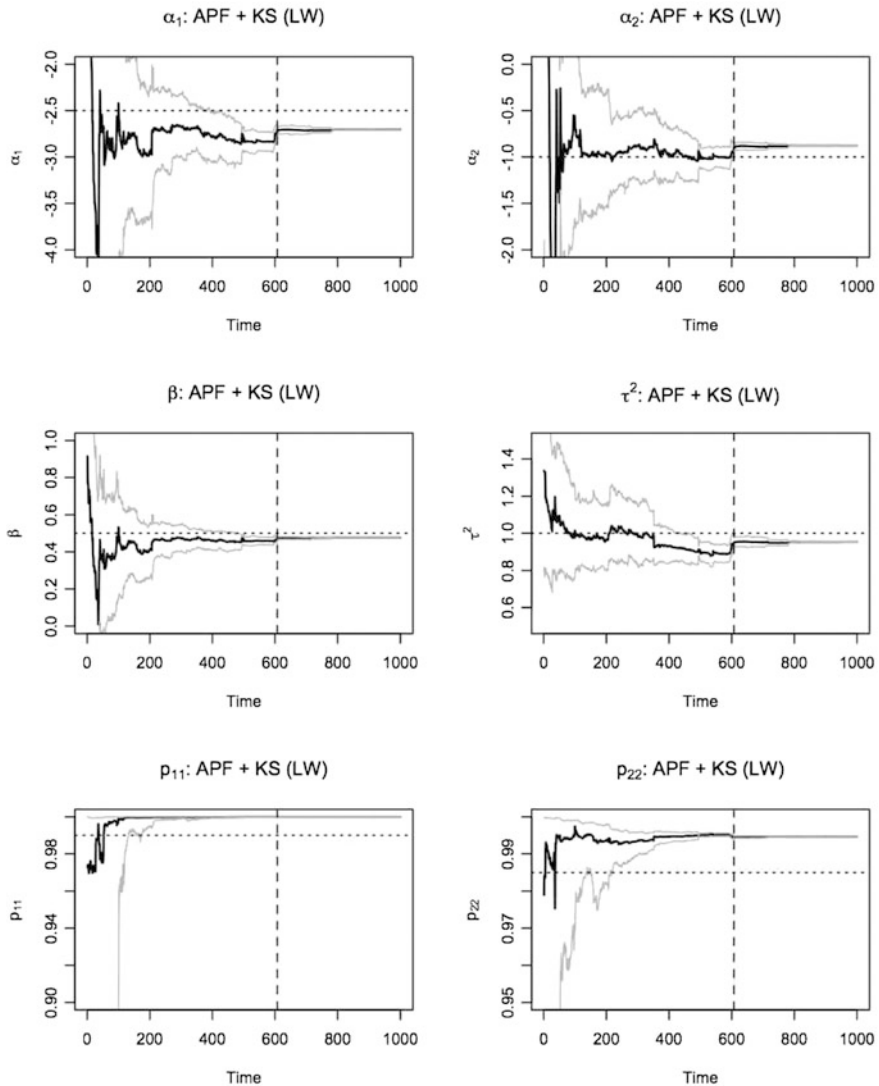 α1: APF + KS (LW)
α2: APF + KS (LW)
α1
-2.0
-2.5
-3.0
-3.5
-4.0
0 200 400 600 800 1000
Time
α2
0.0
-0.5
-1.0
-1.5
-2.0
0 200 400 600 800 1000
Time
β: APF + KS (LW)
τ2: APF + KS (LW)
β
1.0
0.8
0.6
0.4
0.2
0.0
0 200 400 600 800 1000
Time
τ2
1.4
1.2
1.0
0.8
0.6
0 200 400 600 800 1000
Time
p11: APF + KS (LW)
p22: APF + KS (LW)
p11
0.98
0.94
0.90
0 200 400 600 800 1000
Time
p22
0.99
0.97
0.95
0 200 400 600 800 1000
Time